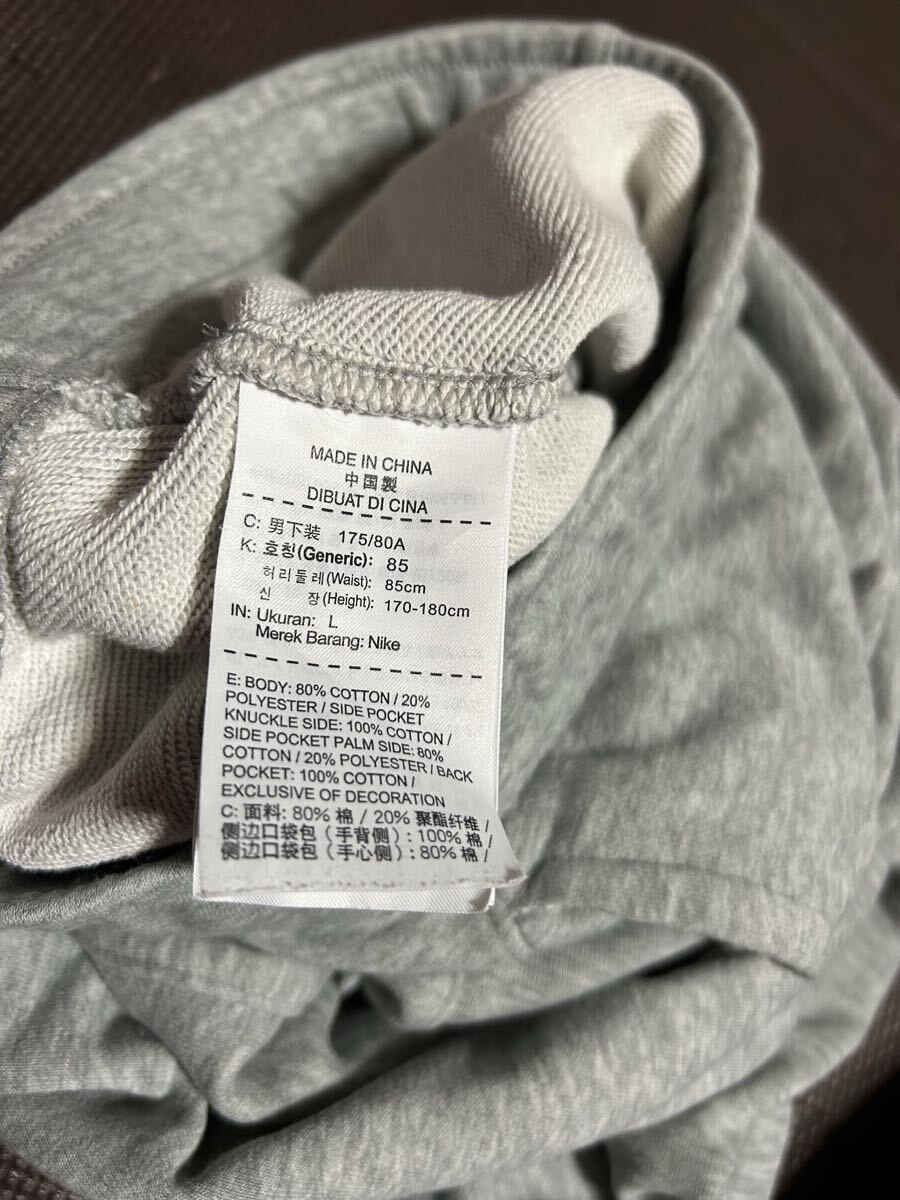 MADE IN CHINA
中国製
DIBUAT DI CINA
C: 男下装 175/80A
K: 호칭(Generic): 85
허리둘레(Waist): 85cm
신 장(Height): 170-180cm
IN: Ukuran: L
Merek Barang: Nike
E: BODY: 80% COTTON / 20%
POLYESTER / SIDE POCKET
KNUCKLE SIDE: 100% COTTON /
SIDE POCKET PALM SIDE: 80%
COTTON / 20% POLYESTER / BACK
POCKET: 100% COTTON /
EXCLUSIVE OF DECORATION
C: 面料: 80% 棉 / 20% 聚酯纤维 /
侧边口袋包（手背侧）: 100% 棉 /
侧边口袋包（手心侧）: 80% 棉 /